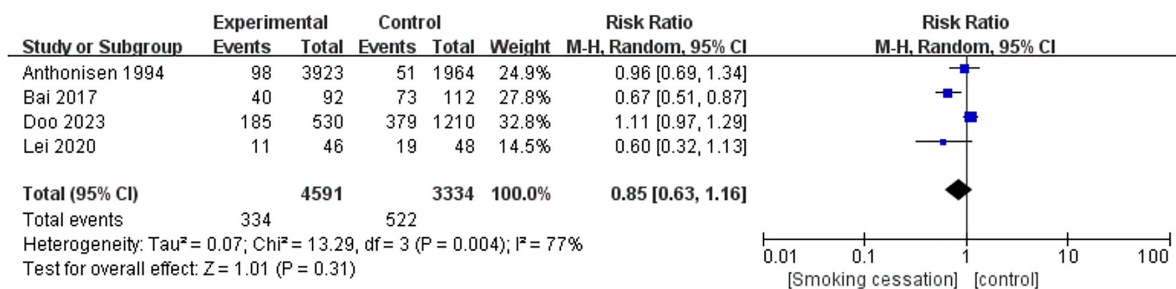 Experimental Control Risk Ratio Risk Ratio
Study or Subgroup Events Total Events Total Weight M-H, Random, 95% CI M-H, Random, 95% CI
Anthonisen 1994 98 3923 51 1964 24.9% 0.96 [0.69, 1.34]
Bai 2017 40 92 73 112 27.8% 0.67 [0.51, 0.87]
Doo 2023 185 530 379 1210 32.8% 1.11 [0.97, 1.29]
Lei 2020 11 46 19 48 14.5% 0.60 [0.32, 1.13]
Total (95% CI) 4591 3334 100.0% 0.85 [0.63, 1.16]
Total events 334 522
Heterogeneity: Tau² = 0.07; Chi² = 13.29, df = 3 (P = 0.004); I² = 77%
Test for overall effect: Z = 1.01 (P = 0.31)
0.01 0.1 1 10 100
[Smoking cessation] [control]